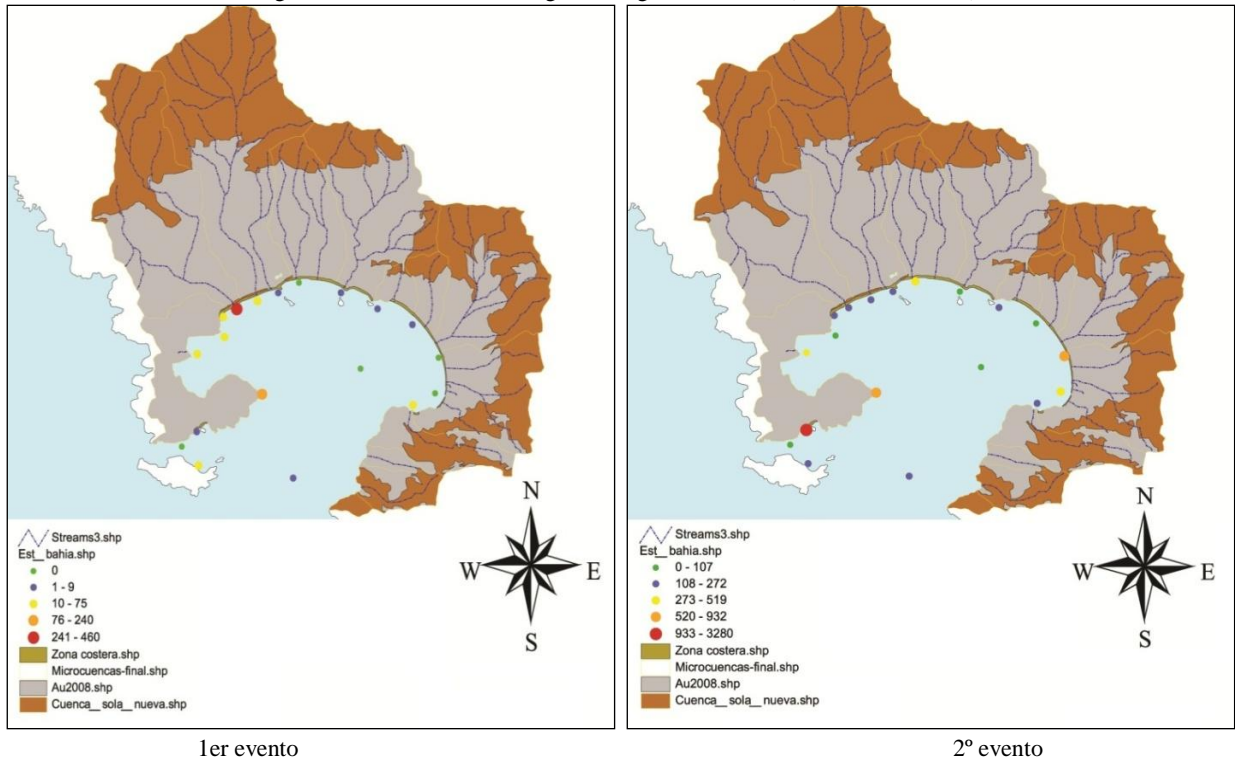 N
W E
S
Streams3.shp
Est__bahia.shp
0
1 - 9
10 - 75
76 - 240
241 - 460
Zona costera.shp
Microcuencas-final.shp
Au2008.shp
Cuenca__sola__nueva.shp
N
W E
S
Streams3.shp
Est__bahia.shp
0 - 107
108 - 272
273 - 519
520 - 932
933 - 3280
Zona costera.shp
Microcuencas-final.shp
Au2008.shp
Cuenca__sola__nueva.shp
1er evento
2º evento